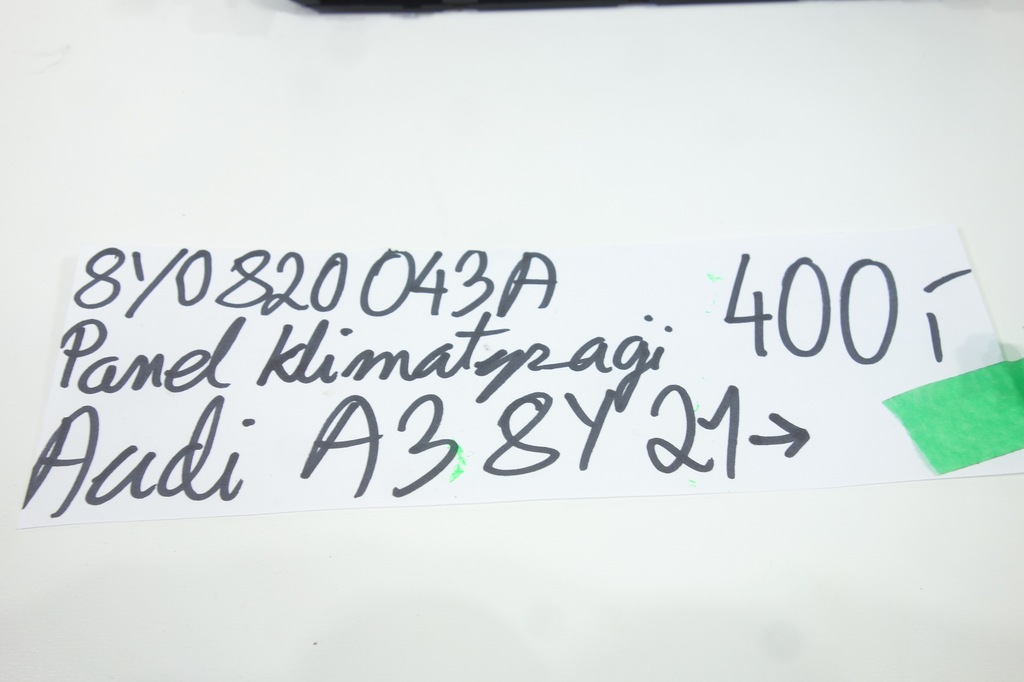 8Y0820043A 400,-
Panel klimatyzacji
Audi A3 8Y 21→